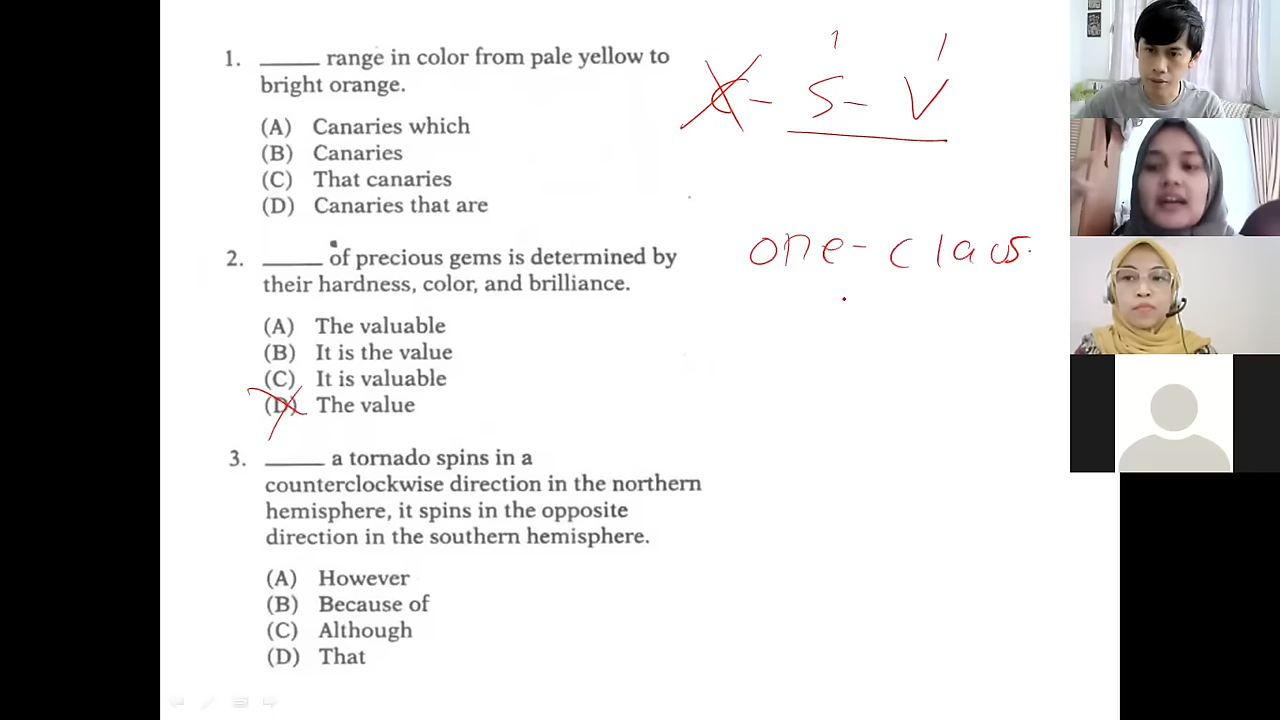 1. _____ range in color from pale yellow to
bright orange.
(A) Canaries which
(B) Canaries
(C) That canaries
(D) Canaries that are
2. _____ of precious gems is determined by
their hardness, color, and brilliance.
(A) The valuable
(B) It is the value
(C) It is valuable
(D) The value
3. _____ a tornado spins in a
counterclockwise direction in the northern
hemisphere, it spins in the opposite
direction in the southern hemisphere.
(A) However
(B) Because of
(C) Although
(D) That
C - S - V
one-claus.